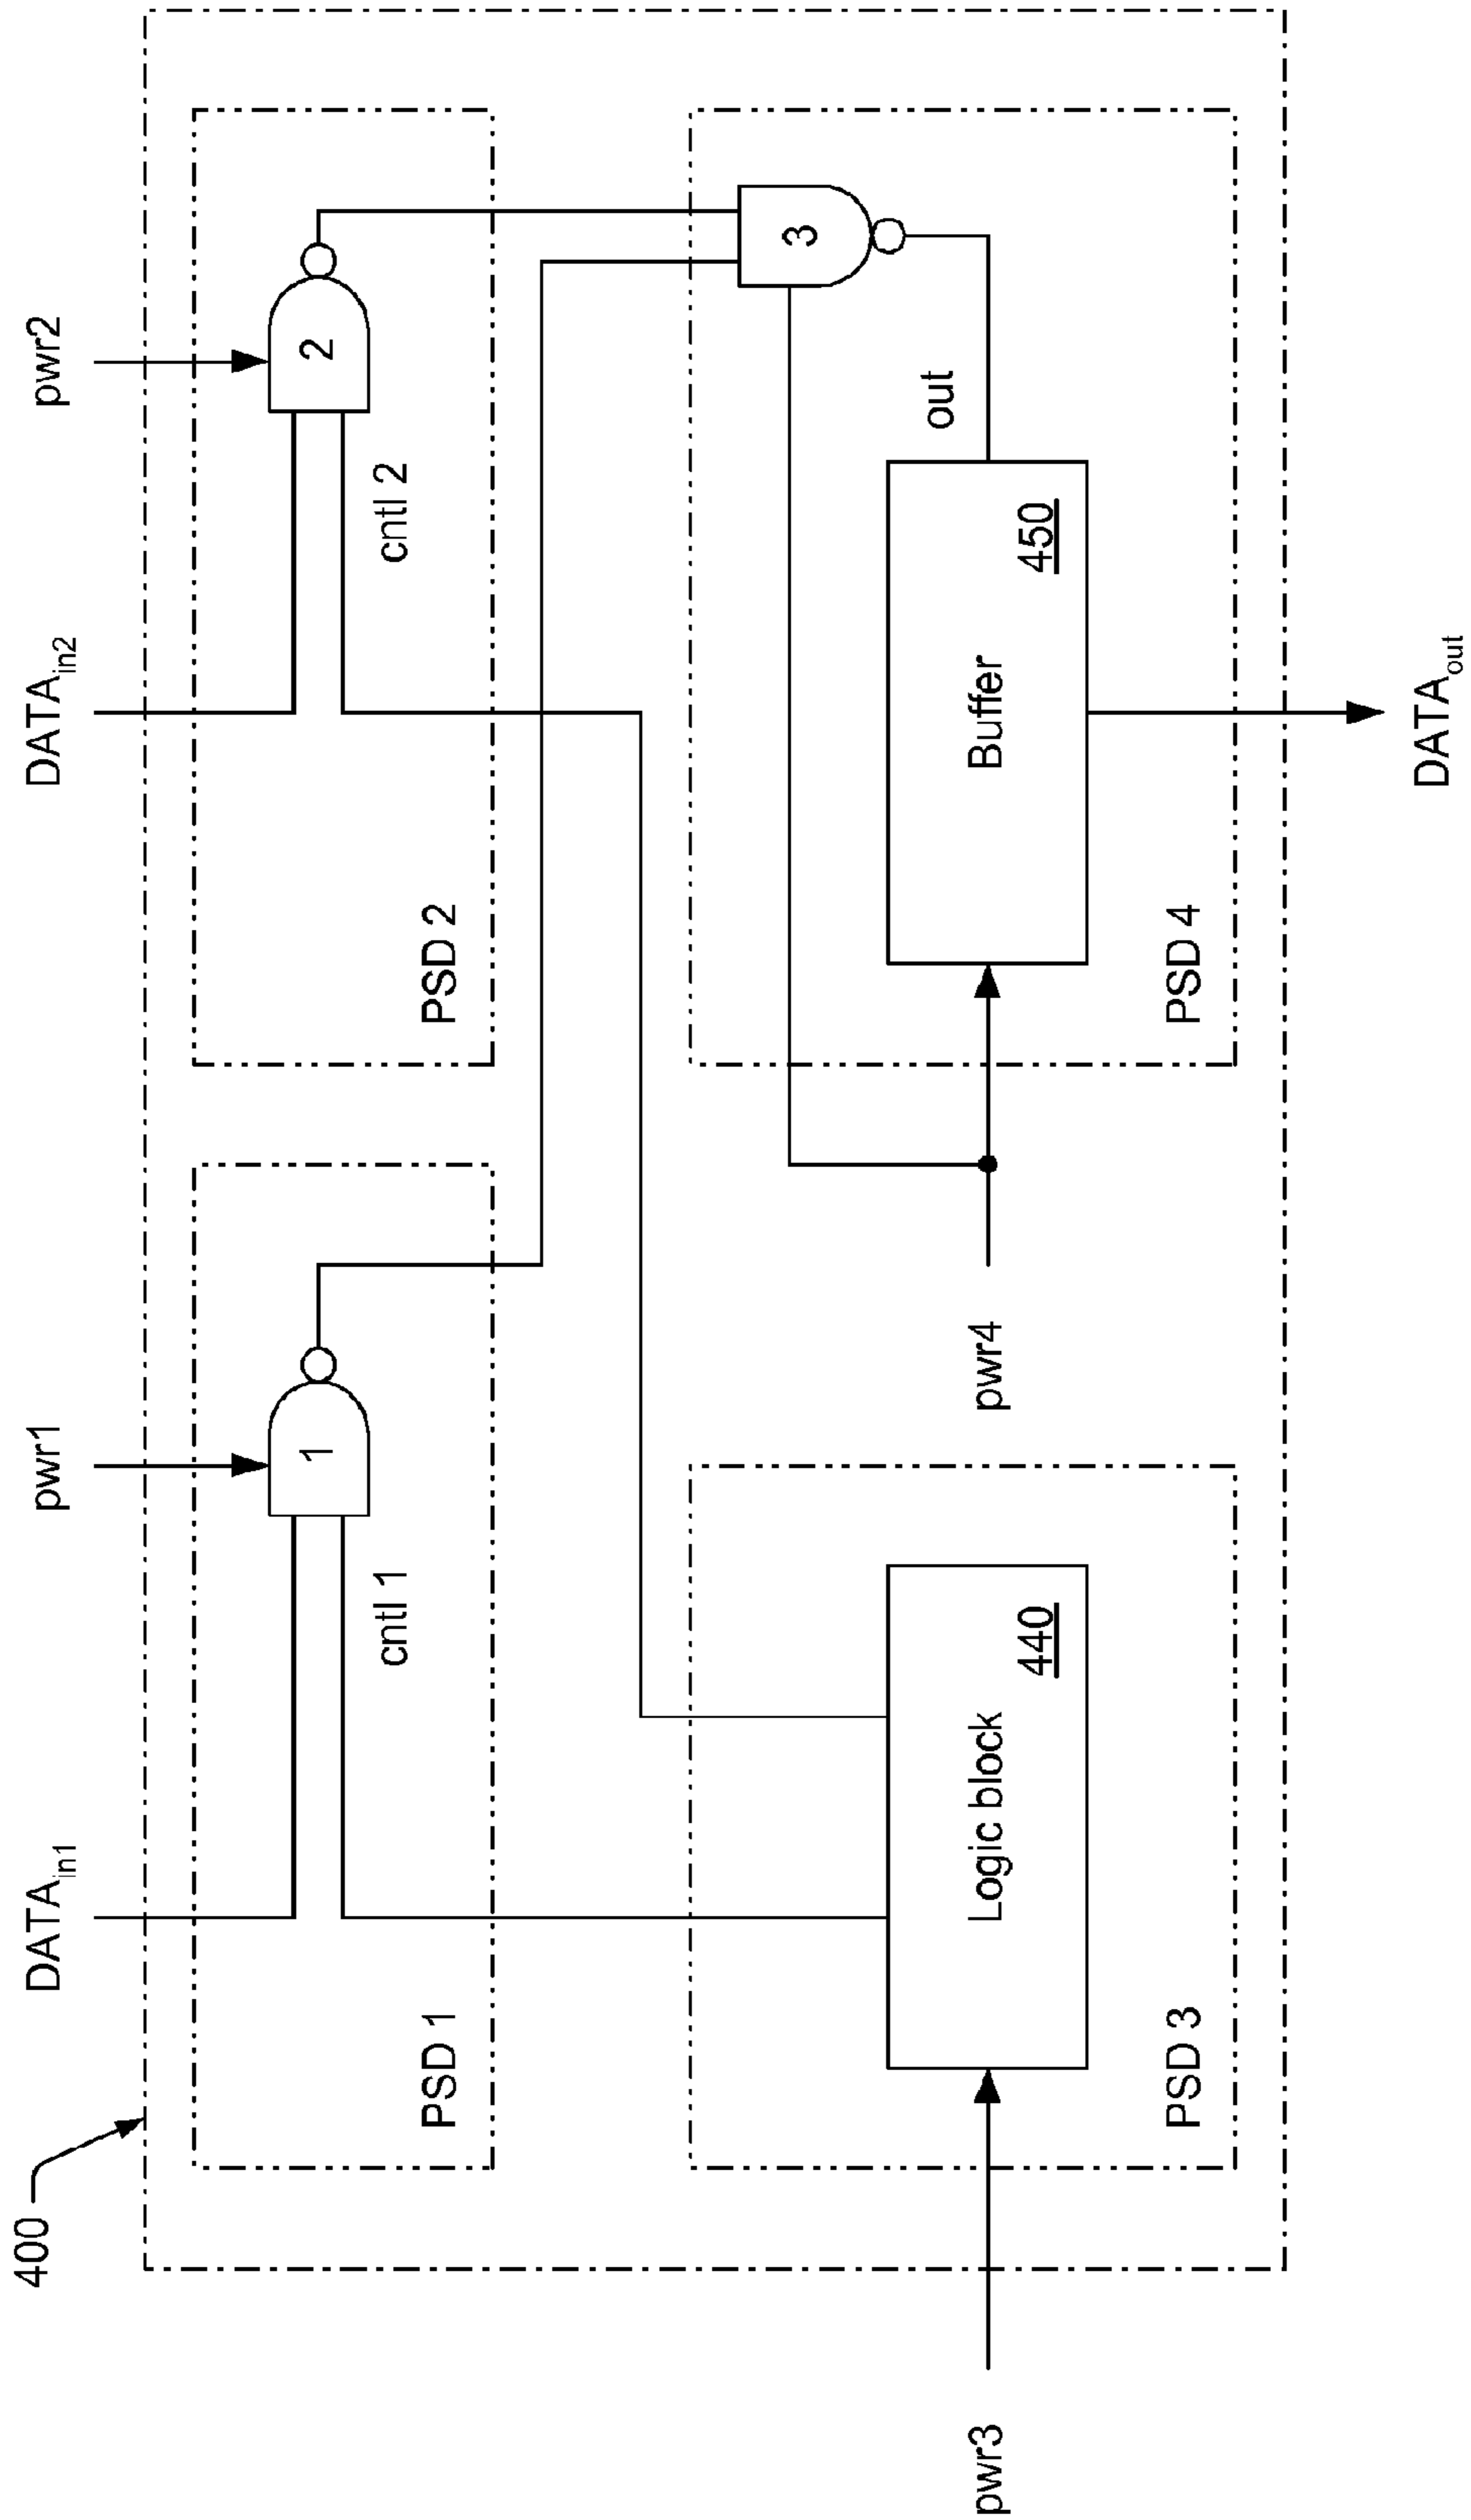 400
DATAin1
pwr1
DATAin2
pwr2
1
2
cntl 1
cntl 2
PSD 1
PSD 2
3
out
pwr3
Logic block
440
pwr4
Buffer
450
PSD 3
PSD 4
DATAout